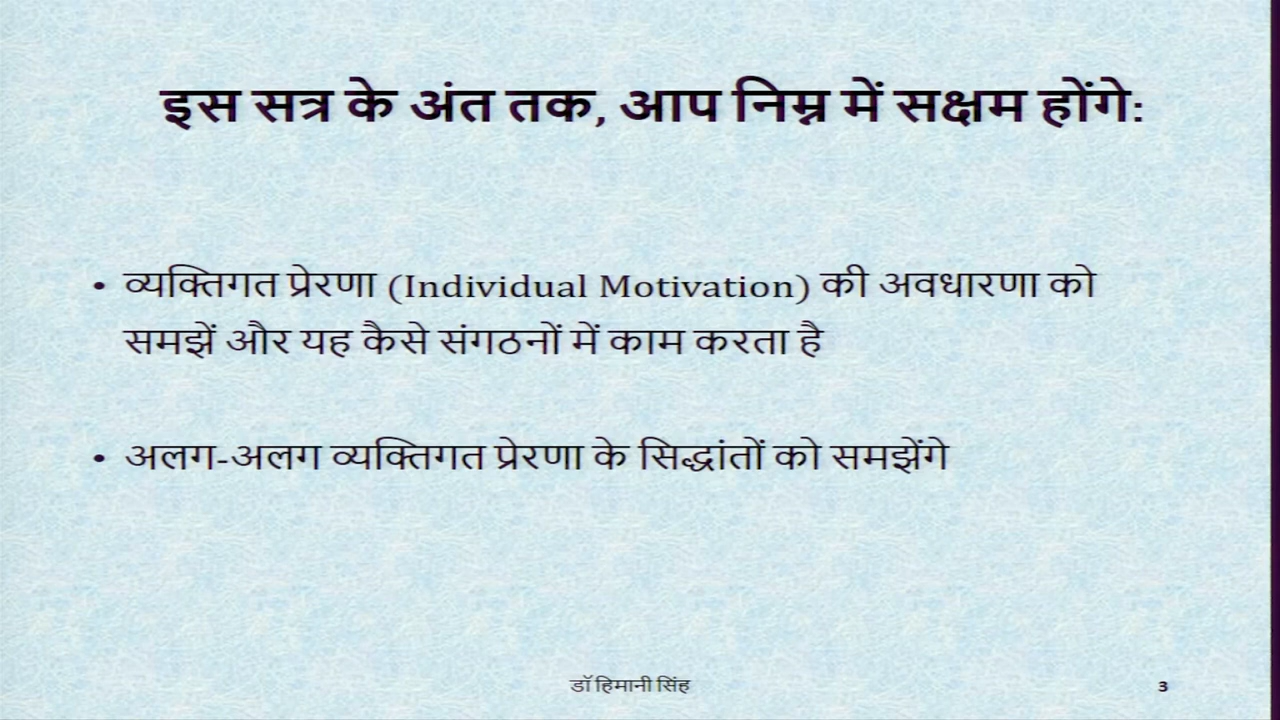 इस सत्र के अंत तक, आप निम्न में सक्षम होंगे:
• व्यक्तिगत प्रेरणा (Individual Motivation) की अवधारणा को
समझें और यह कैसे संगठनों में काम करता है
• अलग-अलग व्यक्तिगत प्रेरणा के सिद्धांतों को समझेंगे
डॉ हिमानी सिंह
3